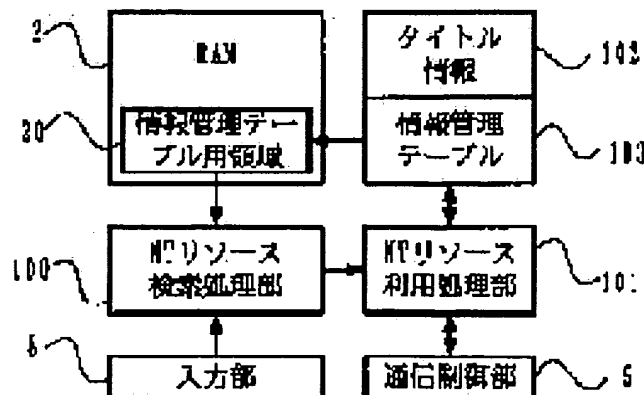 2
RAM
タイトル
情報
102
20
情報管理テー
ブル用領域
情報管理
テーブル
103
100
MTリソース
検索処理部
MTリソース
利用処理部
101
6
入力部
通信制御部
5